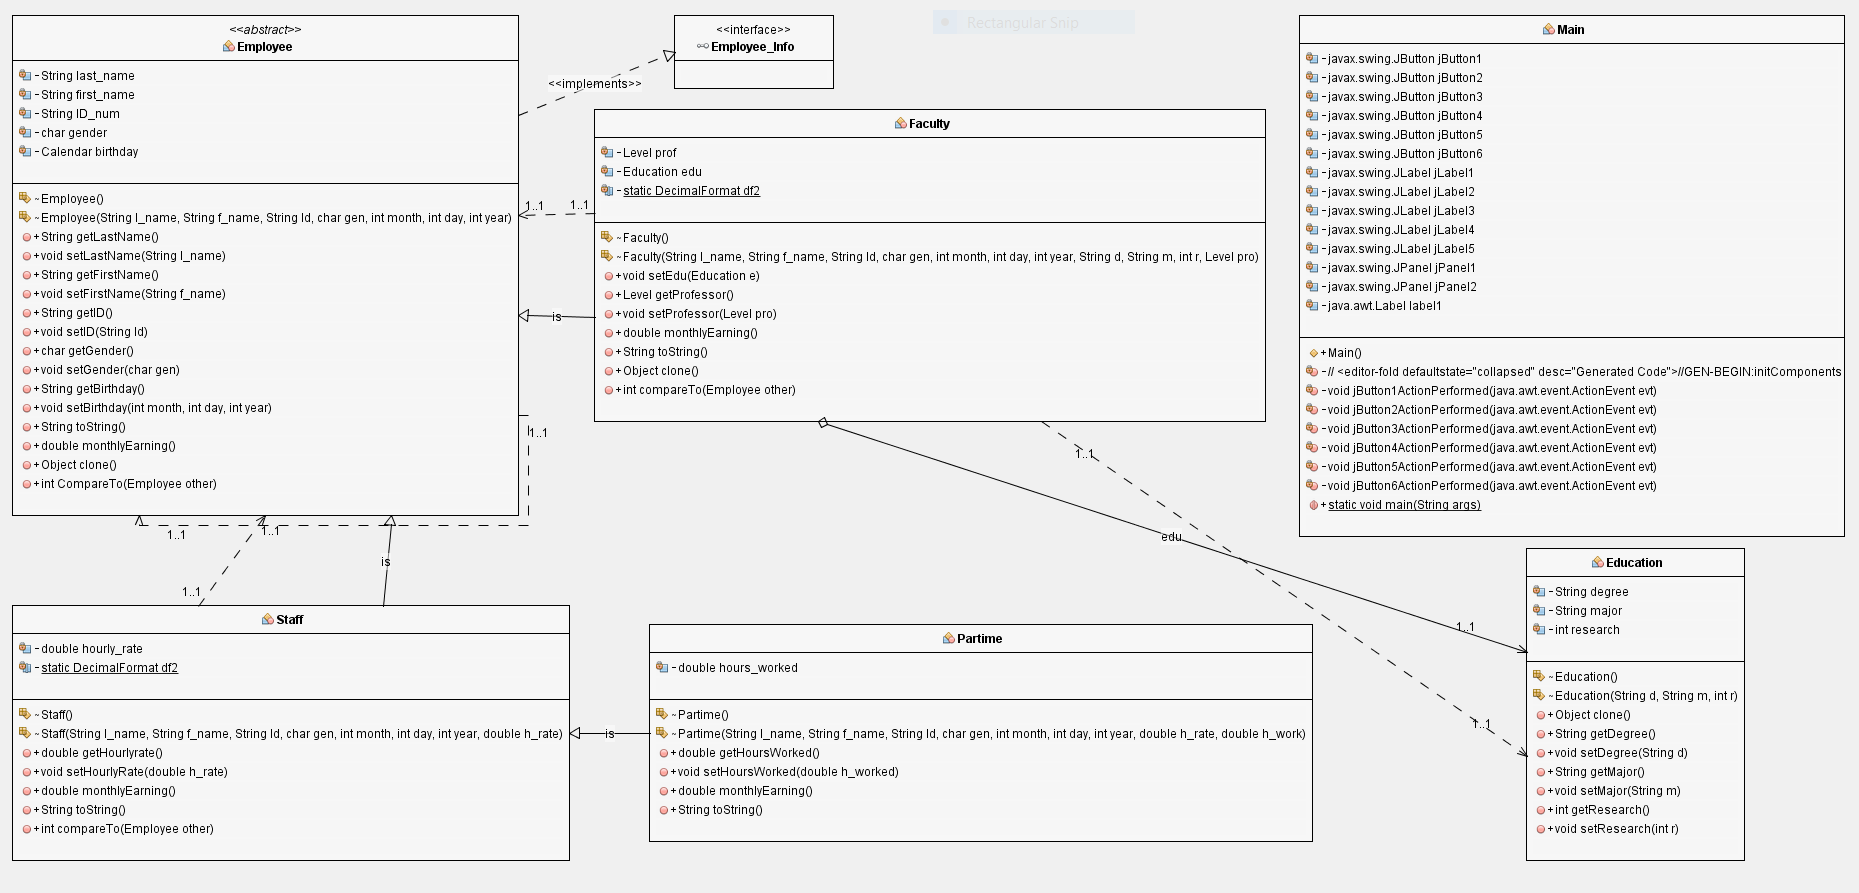 <<abstract>>
Employee
- String last_name
- String first_name
- String ID_num
- char gender
- Calendar birthday
~ Employee()
~ Employee(String l_name, String f_name, String Id, char gen, int month, int day, int year)
+ String getLastName()
+ void setLastName(String l_name)
+ String getFirstName()
+ void setFirstName(String f_name)
+ String getID()
+ void setID(String Id)
+ char getGender()
+ void setGender(char gen)
+ String getBirthday()
+ void setBirthday(int month, int day, int year)
+ String toString()
+ double monthlyEarning()
+ Object clone()
+ int CompareTo(Employee other)
<<implements>>
<<interface>>
Employee_Info
Rectangular Snip
Faculty
- Level prof
- Education edu
- static DecimalFormat df2
~ Faculty()
~ Faculty(String l_name, String f_name, String Id, char gen, int month, int day, int year, String d, String m, int r, Level pro)
+ void setEdu(Education e)
+ Level getProfessor()
+ void setProfessor(Level pro)
+ double monthlyEarning()
+ String toString()
+ Object clone()
+ int compareTo(Employee other)
1..1
1..1
is
1..1
1..1
1..1
1..1
is
1..1
edu
1..1
1..1
Main
- javax.swing.JButton jButton1
- javax.swing.JButton jButton2
- javax.swing.JButton jButton3
- javax.swing.JButton jButton4
- javax.swing.JButton jButton5
- javax.swing.JButton jButton6
- javax.swing.JLabel jLabel1
- javax.swing.JLabel jLabel2
- javax.swing.JLabel jLabel3
- javax.swing.JLabel jLabel4
- javax.swing.JLabel jLabel5
- javax.swing.JPanel jPanel1
- javax.swing.JPanel jPanel2
- java.awt.Label label1
+ Main()
- // <editor-fold defaultstate="collapsed" desc="Generated Code">//GEN-BEGIN:initComponents
- void jButton1ActionPerformed(java.awt.event.ActionEvent evt)
- void jButton2ActionPerformed(java.awt.event.ActionEvent evt)
- void jButton3ActionPerformed(java.awt.event.ActionEvent evt)
- void jButton4ActionPerformed(java.awt.event.ActionEvent evt)
- void jButton5ActionPerformed(java.awt.event.ActionEvent evt)
- void jButton6ActionPerformed(java.awt.event.ActionEvent evt)
+ static void main(String args)
Staff
- double hourly_rate
- static DecimalFormat df2
~ Staff()
~ Staff(String l_name, String f_name, String Id, char gen, int month, int day, int year, double h_rate)
+ double getHourlyrate()
+ void setHourlyRate(double h_rate)
+ double monthlyEarning()
+ String toString()
+ int compareTo(Employee other)
is
Partime
- double hours_worked
~ Partime()
~ Partime(String l_name, String f_name, String Id, char gen, int month, int day, int year, double h_rate, double h_work)
+ double getHoursWorked()
+ void setHoursWorked(double h_worked)
+ double monthlyEarning()
+ String toString()
Education
- String degree
- String major
- int research
~ Education()
~ Education(String d, String m, int r)
+ Object clone()
+ String getDegree()
+ void setDegree(String d)
+ String getMajor()
+ void setMajor(String m)
+ int getResearch()
+ void setResearch(int r)